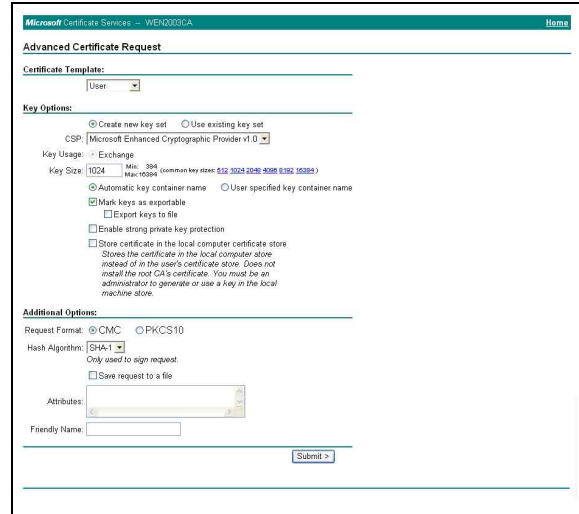 Microsoft Certificate Services -- WEN2003CA Home
Advanced Certificate Request
Certificate Template:
User
Key Options:
Create new key set Use existing key set
CSP: Microsoft Enhanced Cryptographic Provider v1.0
Key Usage: Exchange
Key Size: 1024 Min: 384 Max:16384 (common key sizes: 512 1024 2048 4096 8192 16384 )
Automatic key container name User specified key container name
Mark keys as exportable
Export keys to file
Enable strong private key protection
Store certificate in the local computer certificate store
Stores the certificate in the local computer store
instead of in the user's certificate store. Does not
install the root CA's certificate. You must be an
administrator to generate or use a key in the local
machine store.
Additional Options:
Request Format: CMC PKCS10
Hash Algorithm: SHA-1
Only used to sign request.
Save request to a file
Attributes:
Friendly Name:
Submit >